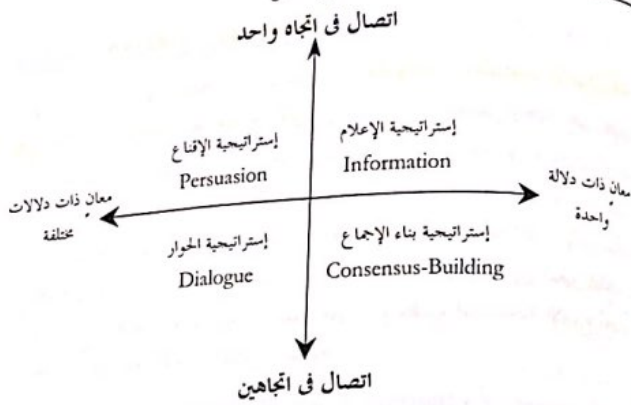 اتصال فى اتجاه واحد
إستراتيجية الإعلام
Information
إستراتيجية الإقناع
Persuasion
معان ذات دلالة
واحدة
معان ذات دلالات
مختلفة
إستراتيجية بناء الإجماع
Consensus-Building
إستراتيجية الحوار
Dialogue
اتصال فى اتجاهين